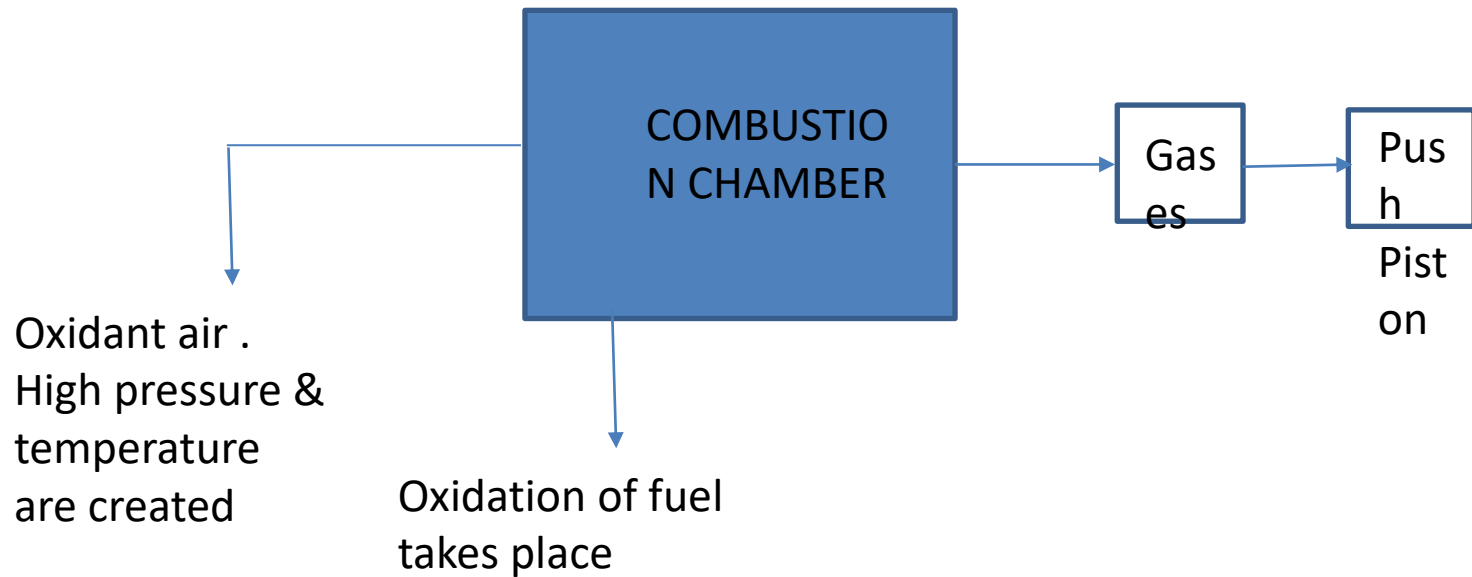 COMBUSTIO
N CHAMBER
Gas
es
Pus
h
Pist
on
Oxidant air .
High pressure &
temperature
are created
Oxidation of fuel
takes place